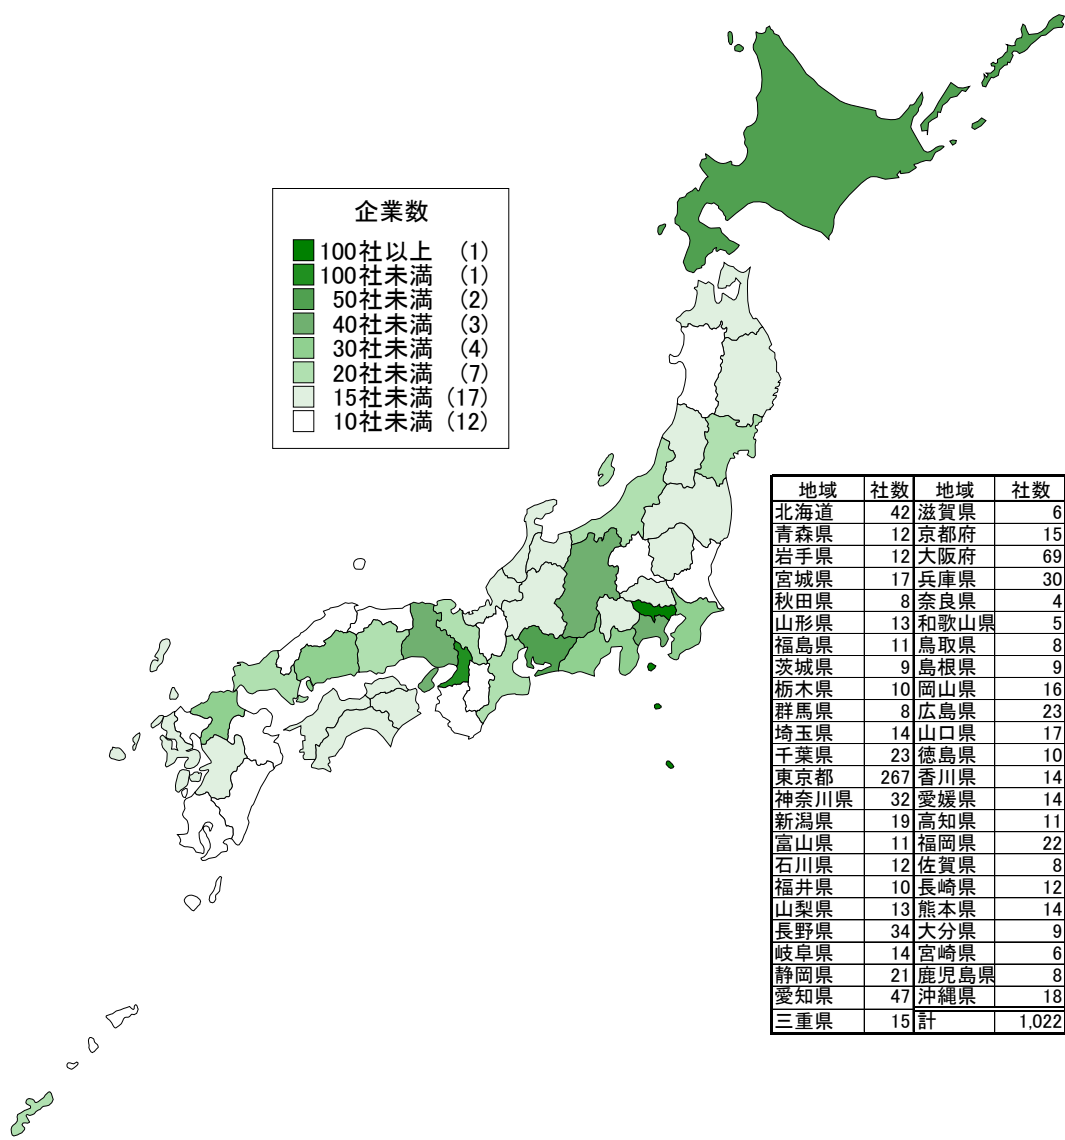 企業数
100社以上 (1)
100社未満 (1)
50社未満 (2)
40社未満 (3)
30社未満 (4)
20社未満 (7)
15社未満 (17)
10社未満 (12)
地域 社数 地域 社数
北海道 42 滋賀県 6
青森県 12 京都府 15
岩手県 12 大阪府 69
宮城県 17 兵庫県 30
秋田県 8 奈良県 4
山形県 13 和歌山県 5
福島県 11 鳥取県 8
茨城県 9 島根県 9
栃木県 10 岡山県 16
群馬県 8 広島県 23
埼玉県 14 山口県 17
千葉県 23 徳島県 10
東京都 267 香川県 14
神奈川県 32 愛媛県 14
新潟県 19 高知県 11
富山県 11 福岡県 22
石川県 12 佐賀県 8
福井県 10 長崎県 12
山梨県 13 熊本県 14
長野県 34 大分県 9
岐阜県 14 宮崎県 6
静岡県 21 鹿児島県 8
愛知県 47 沖縄県 18
三重県 15 計 1,022